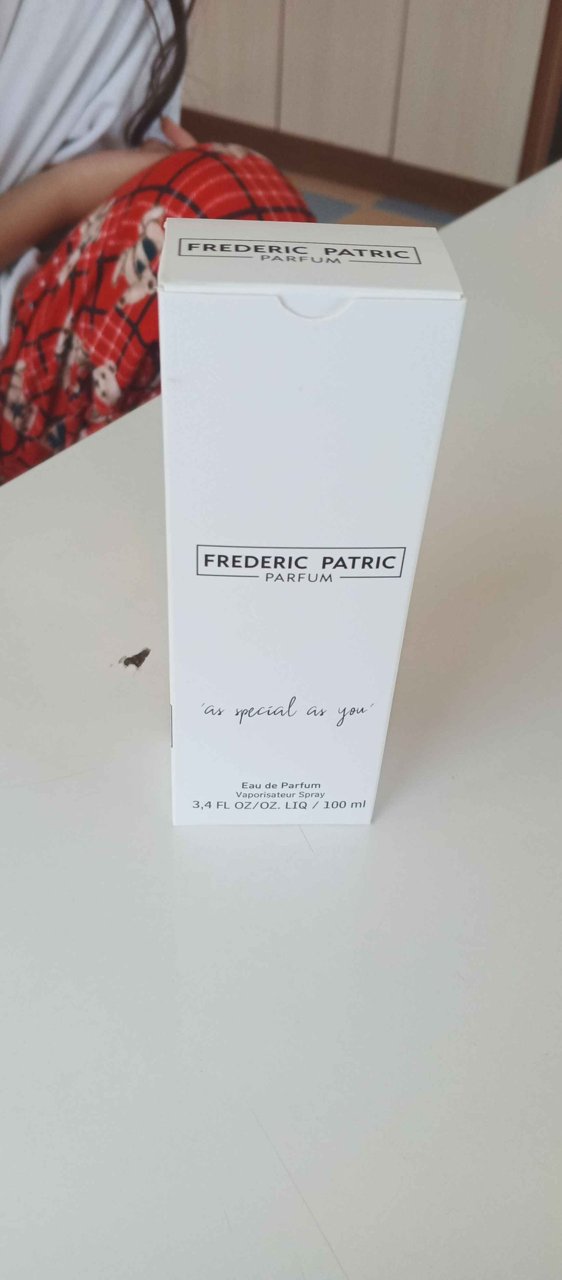 FREDERIC PATRIC
PARFUM
FREDERIC PATRIC
PARFUM
'as special as you'
Eau de Parfum
Vaporisateur Spray
3,4 FL OZ/OZ. LIQ / 100 ml